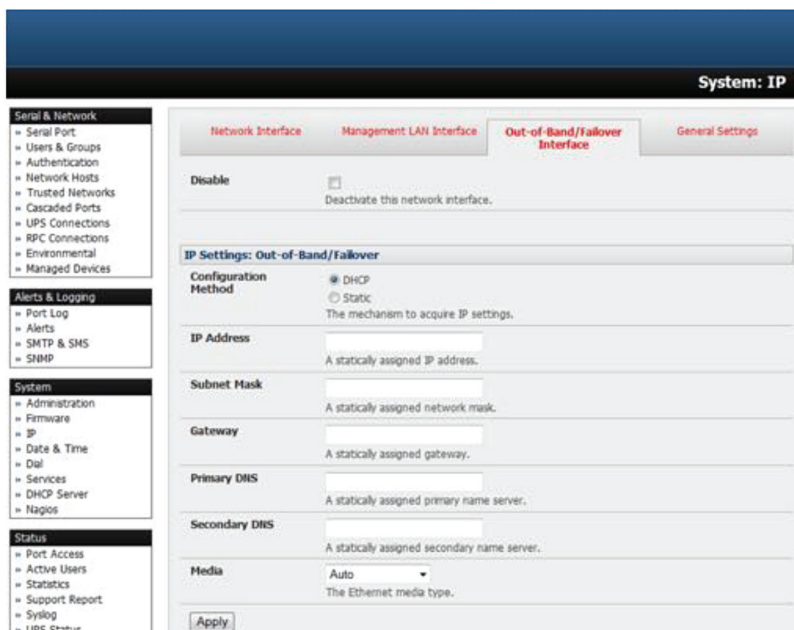 System: IP
Serial & Network
» Serial Port
» Users & Groups
» Authentication
» Network Hosts
» Trusted Networks
» Cascaded Ports
» UPS Connections
» RPC Connections
» Environmental
» Managed Devices
Alerts & Logging
» Port Log
» Alerts
» SMTP & SMS
» SNMP
System
» Administration
» Firmware
» IP
» Date & Time
» Dial
» Services
» DHCP Server
» Nagios
Status
» Port Access
» Active Users
» Statistics
» Support Report
» Syslog
» UPS Status
Network Interface
Management LAN Interface
Out-of-Band/Failover
Interface
General Settings
Disable
Deactivate this network interface.
IP Settings: Out-of-Band/Failover
Configuration
Method
DHCP
Static
The mechanism to acquire IP settings.
IP Address
A statically assigned IP address.
Subnet Mask
A statically assigned network mask.
Gateway
A statically assigned gateway.
Primary DNS
A statically assigned primary name server.
Secondary DNS
A statically assigned secondary name server.
Media
Auto
The Ethernet media type.
Apply